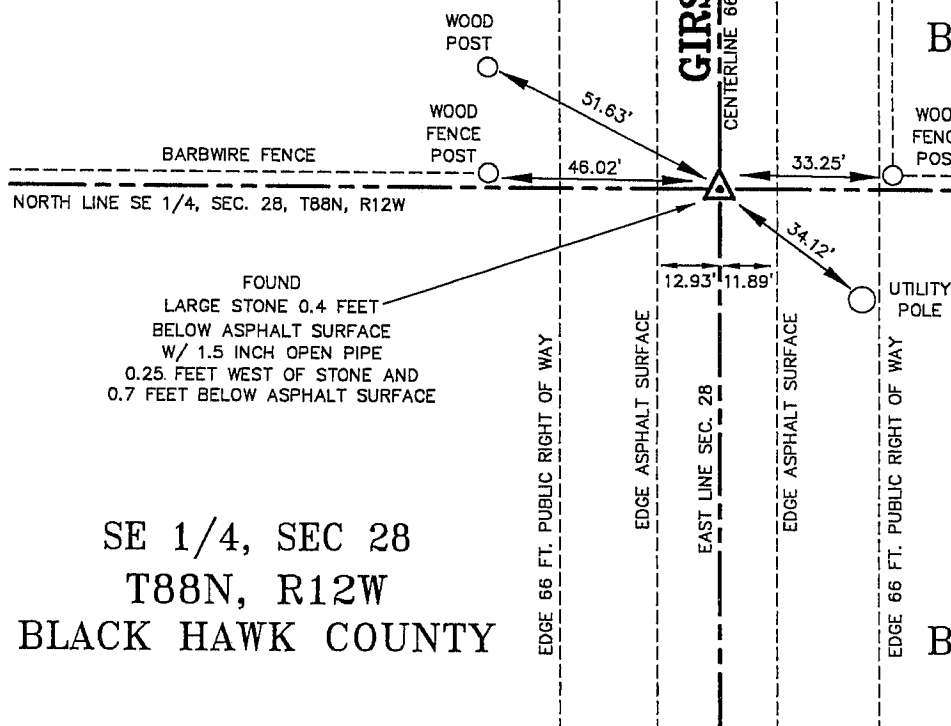 WOOD
POST
GIRS
CENTERLINE 66
B
WOOD
FENCE
POST
51.63'
WOO
FENC
POS
BARBWIRE FENCE
46.02'
33.25'
NORTH LINE SE 1/4, SEC. 28, T88N, R12W
34.12'
12.93'
11.89'
UTILITY
POLE
FOUND
LARGE STONE 0.4 FEET
BELOW ASPHALT SURFACE
W/ 1.5 INCH OPEN PIPE
0.25. FEET WEST OF STONE AND
0.7 FEET BELOW ASPHALT SURFACE
EDGE 66 FT. PUBLIC RIGHT OF WAY
EDGE ASPHALT SURFACE
EAST LINE SEC. 28
EDGE ASPHALT SURFACE
EDGE 66 FT. PUBLIC RIGHT OF WAY
SE 1/4, SEC 28
T88N, R12W
BLACK HAWK COUNTY
B